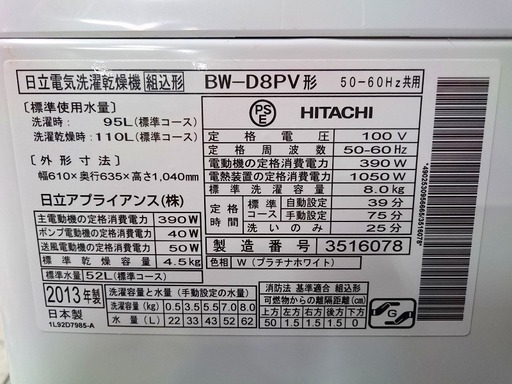 日立電気洗濯乾燥機 組込形 BW-D8PV形 50-60Hz共用
〔標準使用水量〕
洗濯時： 95L(標準コース)
洗濯乾燥時：110L(標準コース)
〔外形寸法〕
幅610×奥行635×高さ1,040mm
日立アプライアンス(株)
主電動機の定格消費電力 390W
ポンプ電動機の定格消費電力 40W
送風電動機の定格消費電力 50W
標準乾燥容量 4.5kg
標準水量 52L(標準コース)
PSE HITACHI
定格電圧 100V
定格周波数 50-60Hz
電動機の定格消費電力 390W
電熱装置の定格消費電力 1050W
標準洗濯容量 8.0kg
定格時間 標準 自動設定 39分
手動設定 75分
洗いのみ 25分
製造番号 3516078
色相 W(プラチナホワイト)
2013年製
日本製
1L92D7985-A
洗濯容量と水量（手動設定の水量）
洗濯容量(kg) 0.5 3.5 5.5 7.0 8.0
水量(L) 22 33 43 52 62
消防法 基準適合 組込形
可燃物からの離隔距離(cm)
上方 左方 右方 前方 後方 下方
50 1.5 1.5 1.5 1.5 0
G